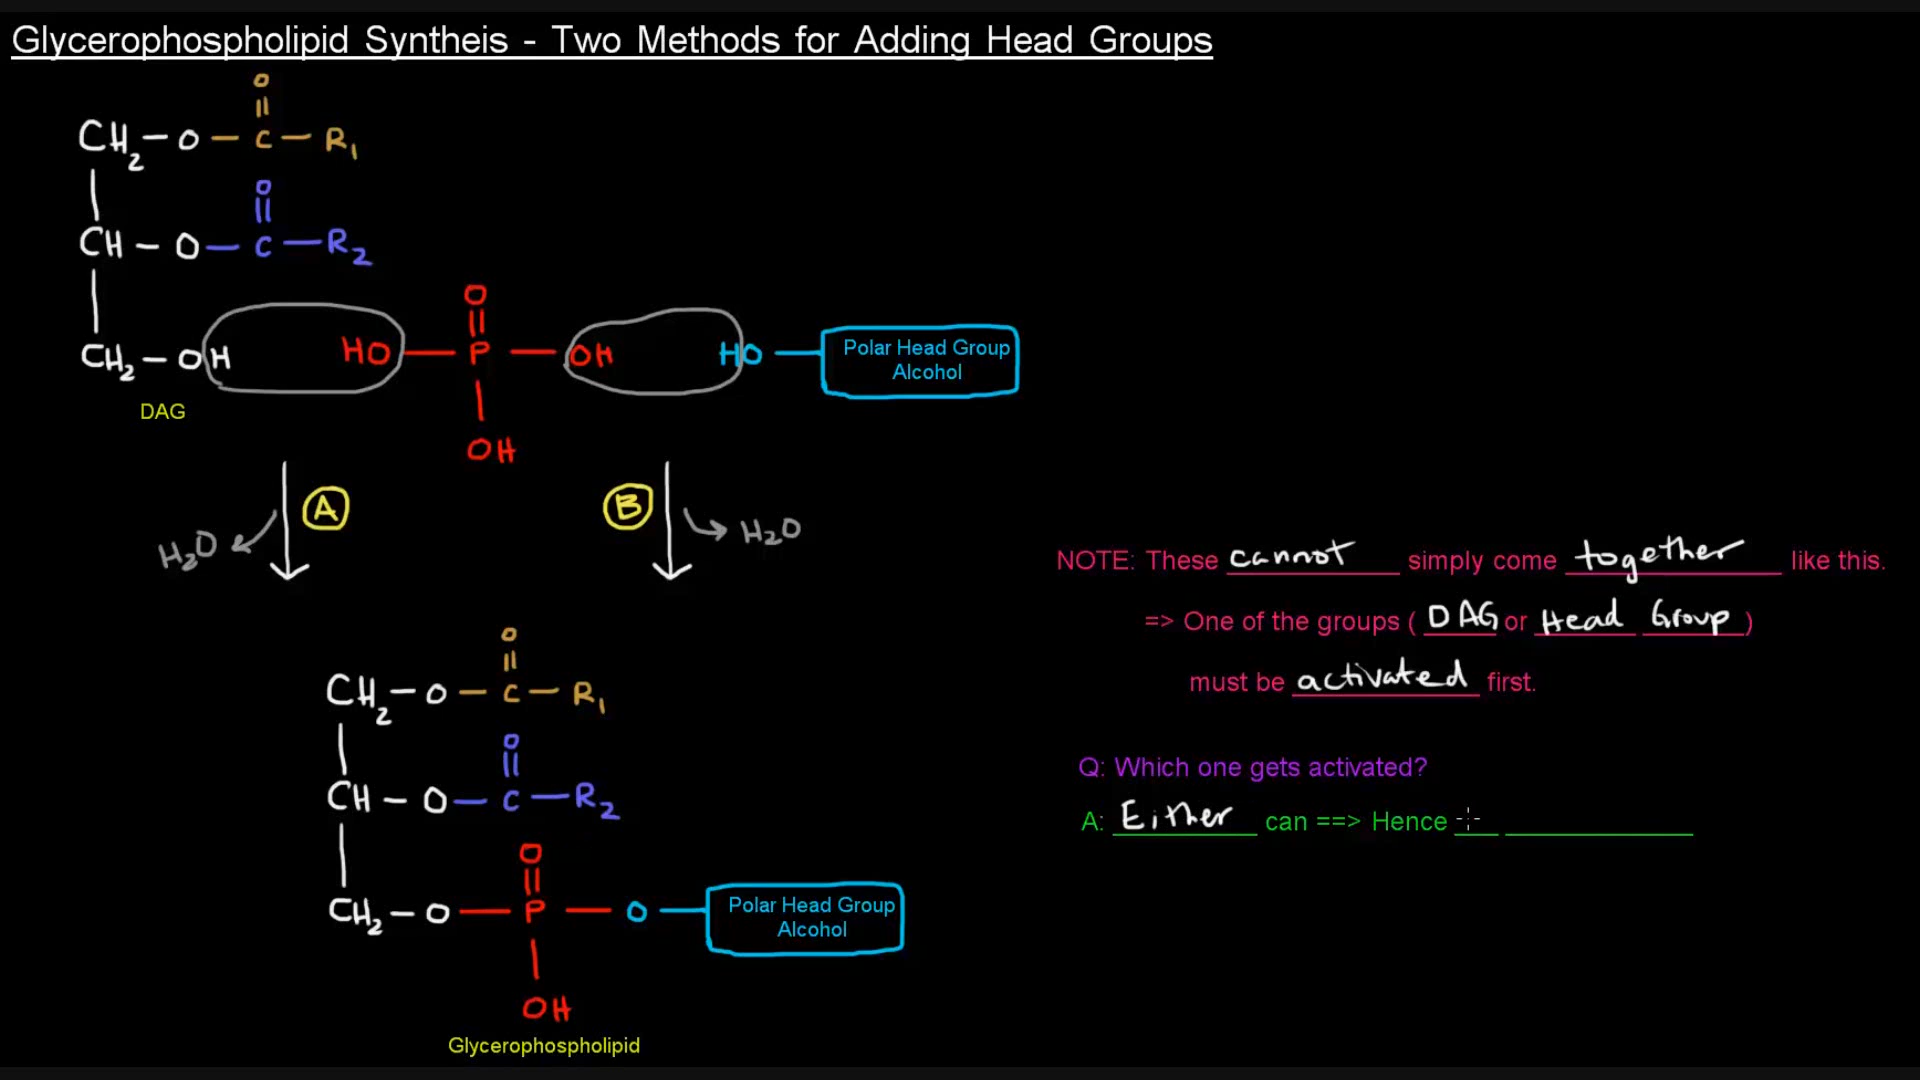 Glycerophospholipid Syntheis - Two Methods for Adding Head Groups
O
CH2 - O - C - R1
O
CH - O - C - R2
O
CH2 - OH HO - P - OH HO - Polar Head Group
Alcohol
DAG
OH
A
B
H2O
H2O
NOTE: These cannot simply come together like this.
=> One of the groups ( DAG or Head Group )
must be activated first.
O
CH2 - O - C - R1
O
Q: Which one gets activated?
CH - O - C - R2
A: Either can ==> Hence
O
CH2 - O - P - O - Polar Head Group
Alcohol
OH
Glycerophospholipid